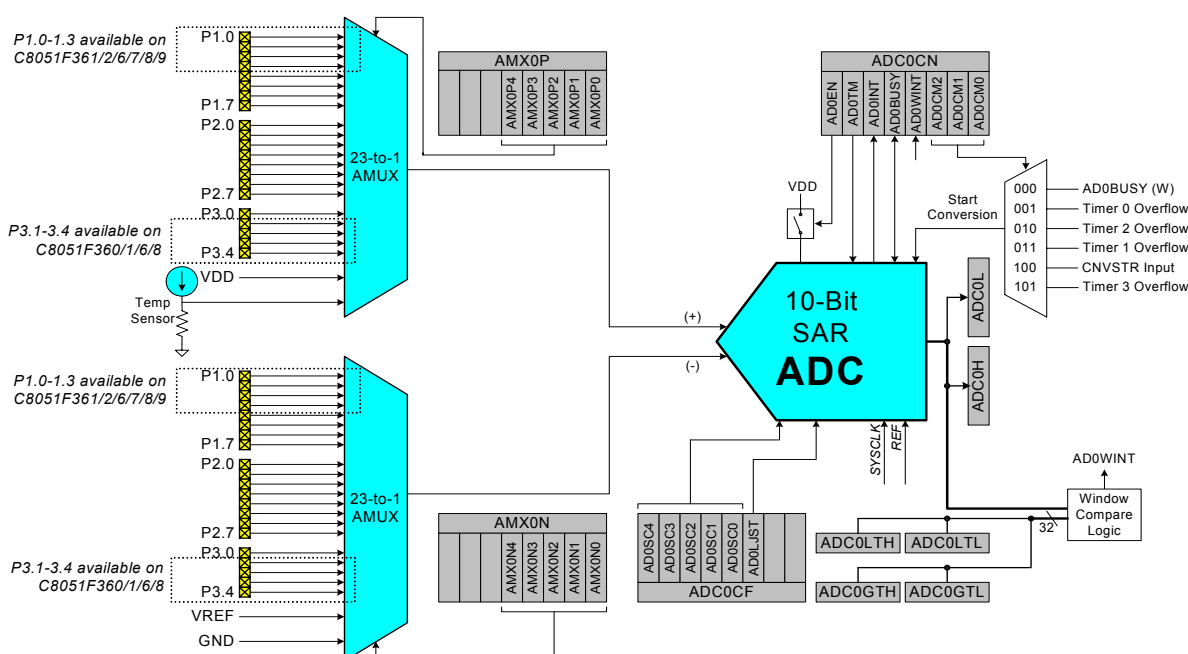 P1.0-1.3 available on
C8051F361/2/6/7/8/9
P1.0
P1.7
P2.0
P2.7
P3.0
P3.1-3.4 available on
C8051F360/1/6/8
P3.4
VDD
Temp
Sensor
23-to-1
AMUX
AMX0P
AMX0P4
AMX0P3
AMX0P2
AMX0P1
AMX0P0
ADC0CN
AD0EN
AD0TM
AD0INT
AD0BUSY
AD0WINT
AD0CM2
AD0CM1
AD0CM0
VDD
Start
Conversion
000 AD0BUSY (W)
001 Timer 0 Overflow
010 Timer 2 Overflow
011 Timer 1 Overflow
100 CNVSTR Input
101 Timer 3 Overflow
(+)
(-)
10-Bit
SAR
ADC
ADC0L
ADC0H
SYSCLK
REF
P1.0-1.3 available on
C8051F361/2/6/7/8/9
P1.0
P1.7
P2.0
P2.7
P3.0
P3.1-3.4 available on
C8051F360/1/6/8
P3.4
VREF
GND
23-to-1
AMUX
AMX0N
AMX0N4
AMX0N3
AMX0N2
AMX0N1
AMX0N0
AD0SC4
AD0SC3
AD0SC2
AD0SC1
AD0SC0
AD0LJST
ADC0CF
AD0WINT
Window
Compare
Logic
32
ADC0LTH
ADC0LTL
ADC0GTH
ADC0GTL